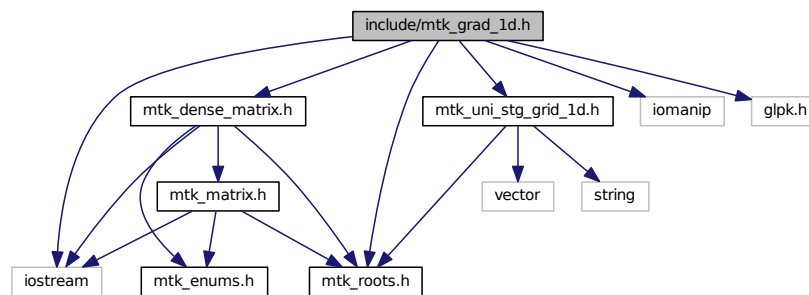 include/mtk_grad_1d.h
mtk_dense_matrix.h
mtk_uni_stg_grid_1d.h
iomanip
glpk.h
mtk_matrix.h
vector
string
iostream
mtk_enums.h
mtk_roots.h